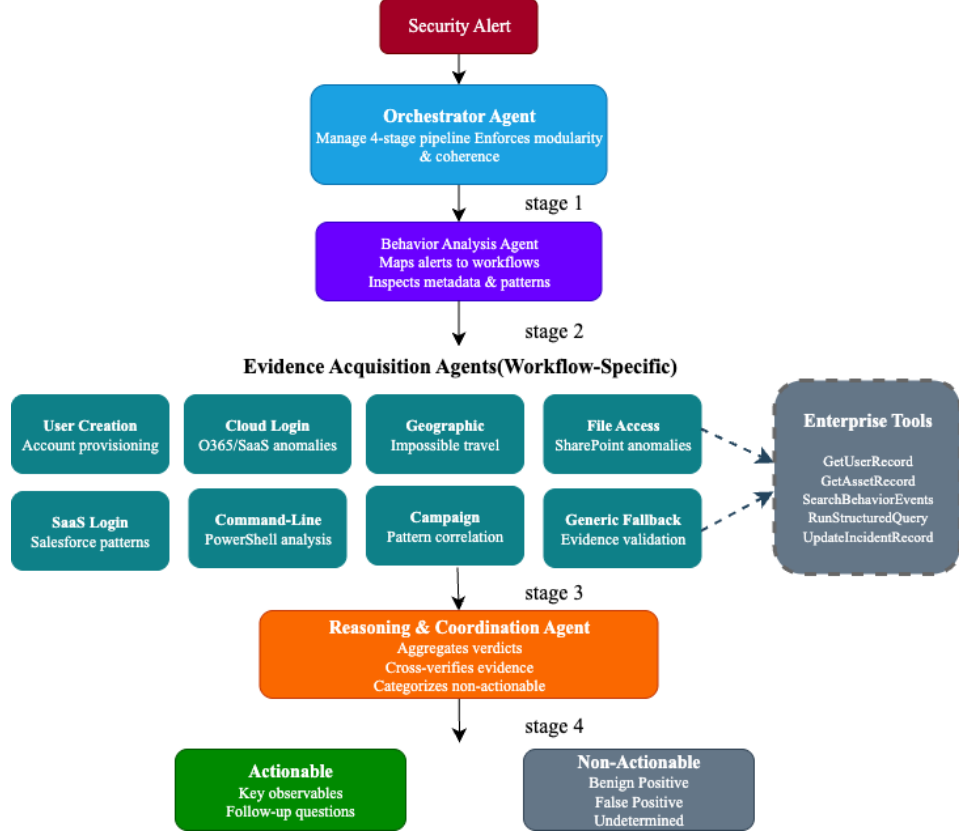 Security Alert
Orchestrator Agent
Manage 4-stage pipeline Enforces modularity
& coherence
stage 1
Behavior Analysis Agent
Maps alerts to workflows
Inspects metadata & patterns
stage 2
Evidence Acquisition Agents(Workflow-Specific)
User Creation
Account provisioning
Cloud Login
O365/SaaS anomalies
Geographic
Impossible travel
File Access
SharePoint anomalies
SaaS Login
Salesforce patterns
Command-Line
PowerShell analysis
Campaign
Pattern correlation
Generic Fallback
Evidence validation
Enterprise Tools
GetUserRecord
GetAssetRecord
SearchBehaviorEvents
RunStructuredQuery
UpdateIncidentRecord
stage 3
Reasoning & Coordination Agent
Aggregates verdicts
Cross-verifies evidence
Categorizes non-actionable
stage 4
Actionable
Key observables
Follow-up questions
Non-Actionable
Benign Positive
False Positive
Undetermined